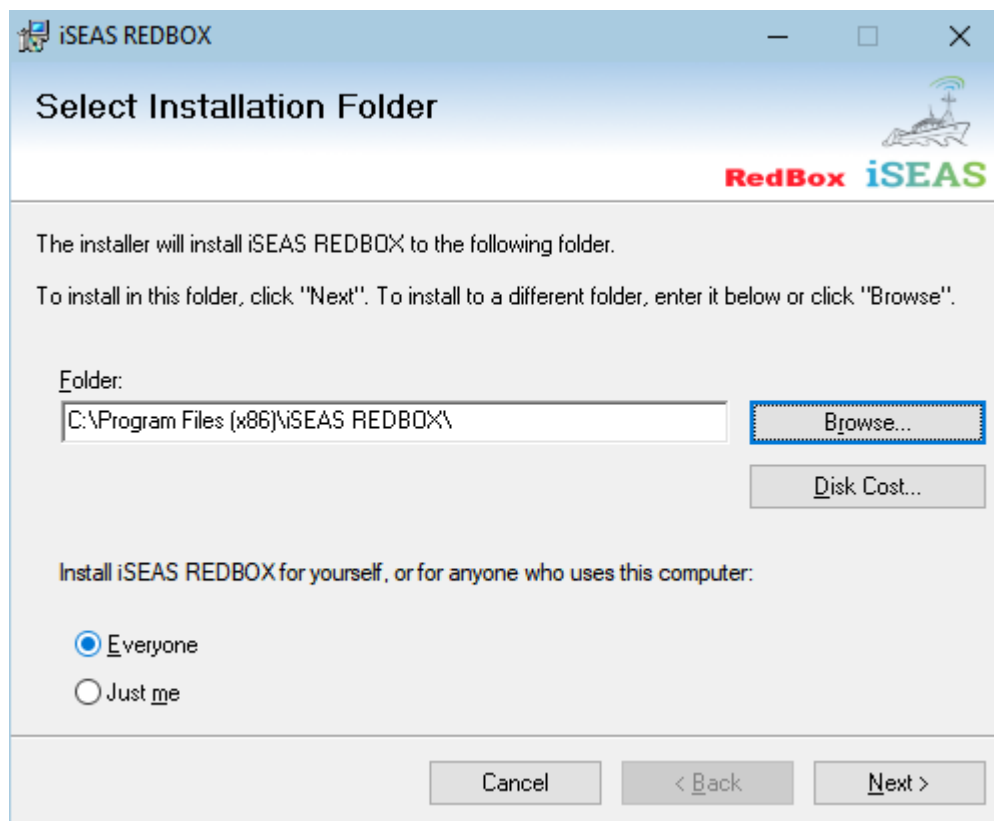 iSEAS REDBOX
Select Installation Folder
RedBox iSEAS
The installer will install iSEAS REDBOX to the following folder.
To install in this folder, click "Next". To install to a different folder, enter it below or click "Browse".
Folder:
C:\Program Files (x86)\iSEAS REDBOX\
Browse...
Disk Cost...
Install iSEAS REDBOX for yourself, or for anyone who uses this computer:
Everyone
Just me
Cancel < Back Next >